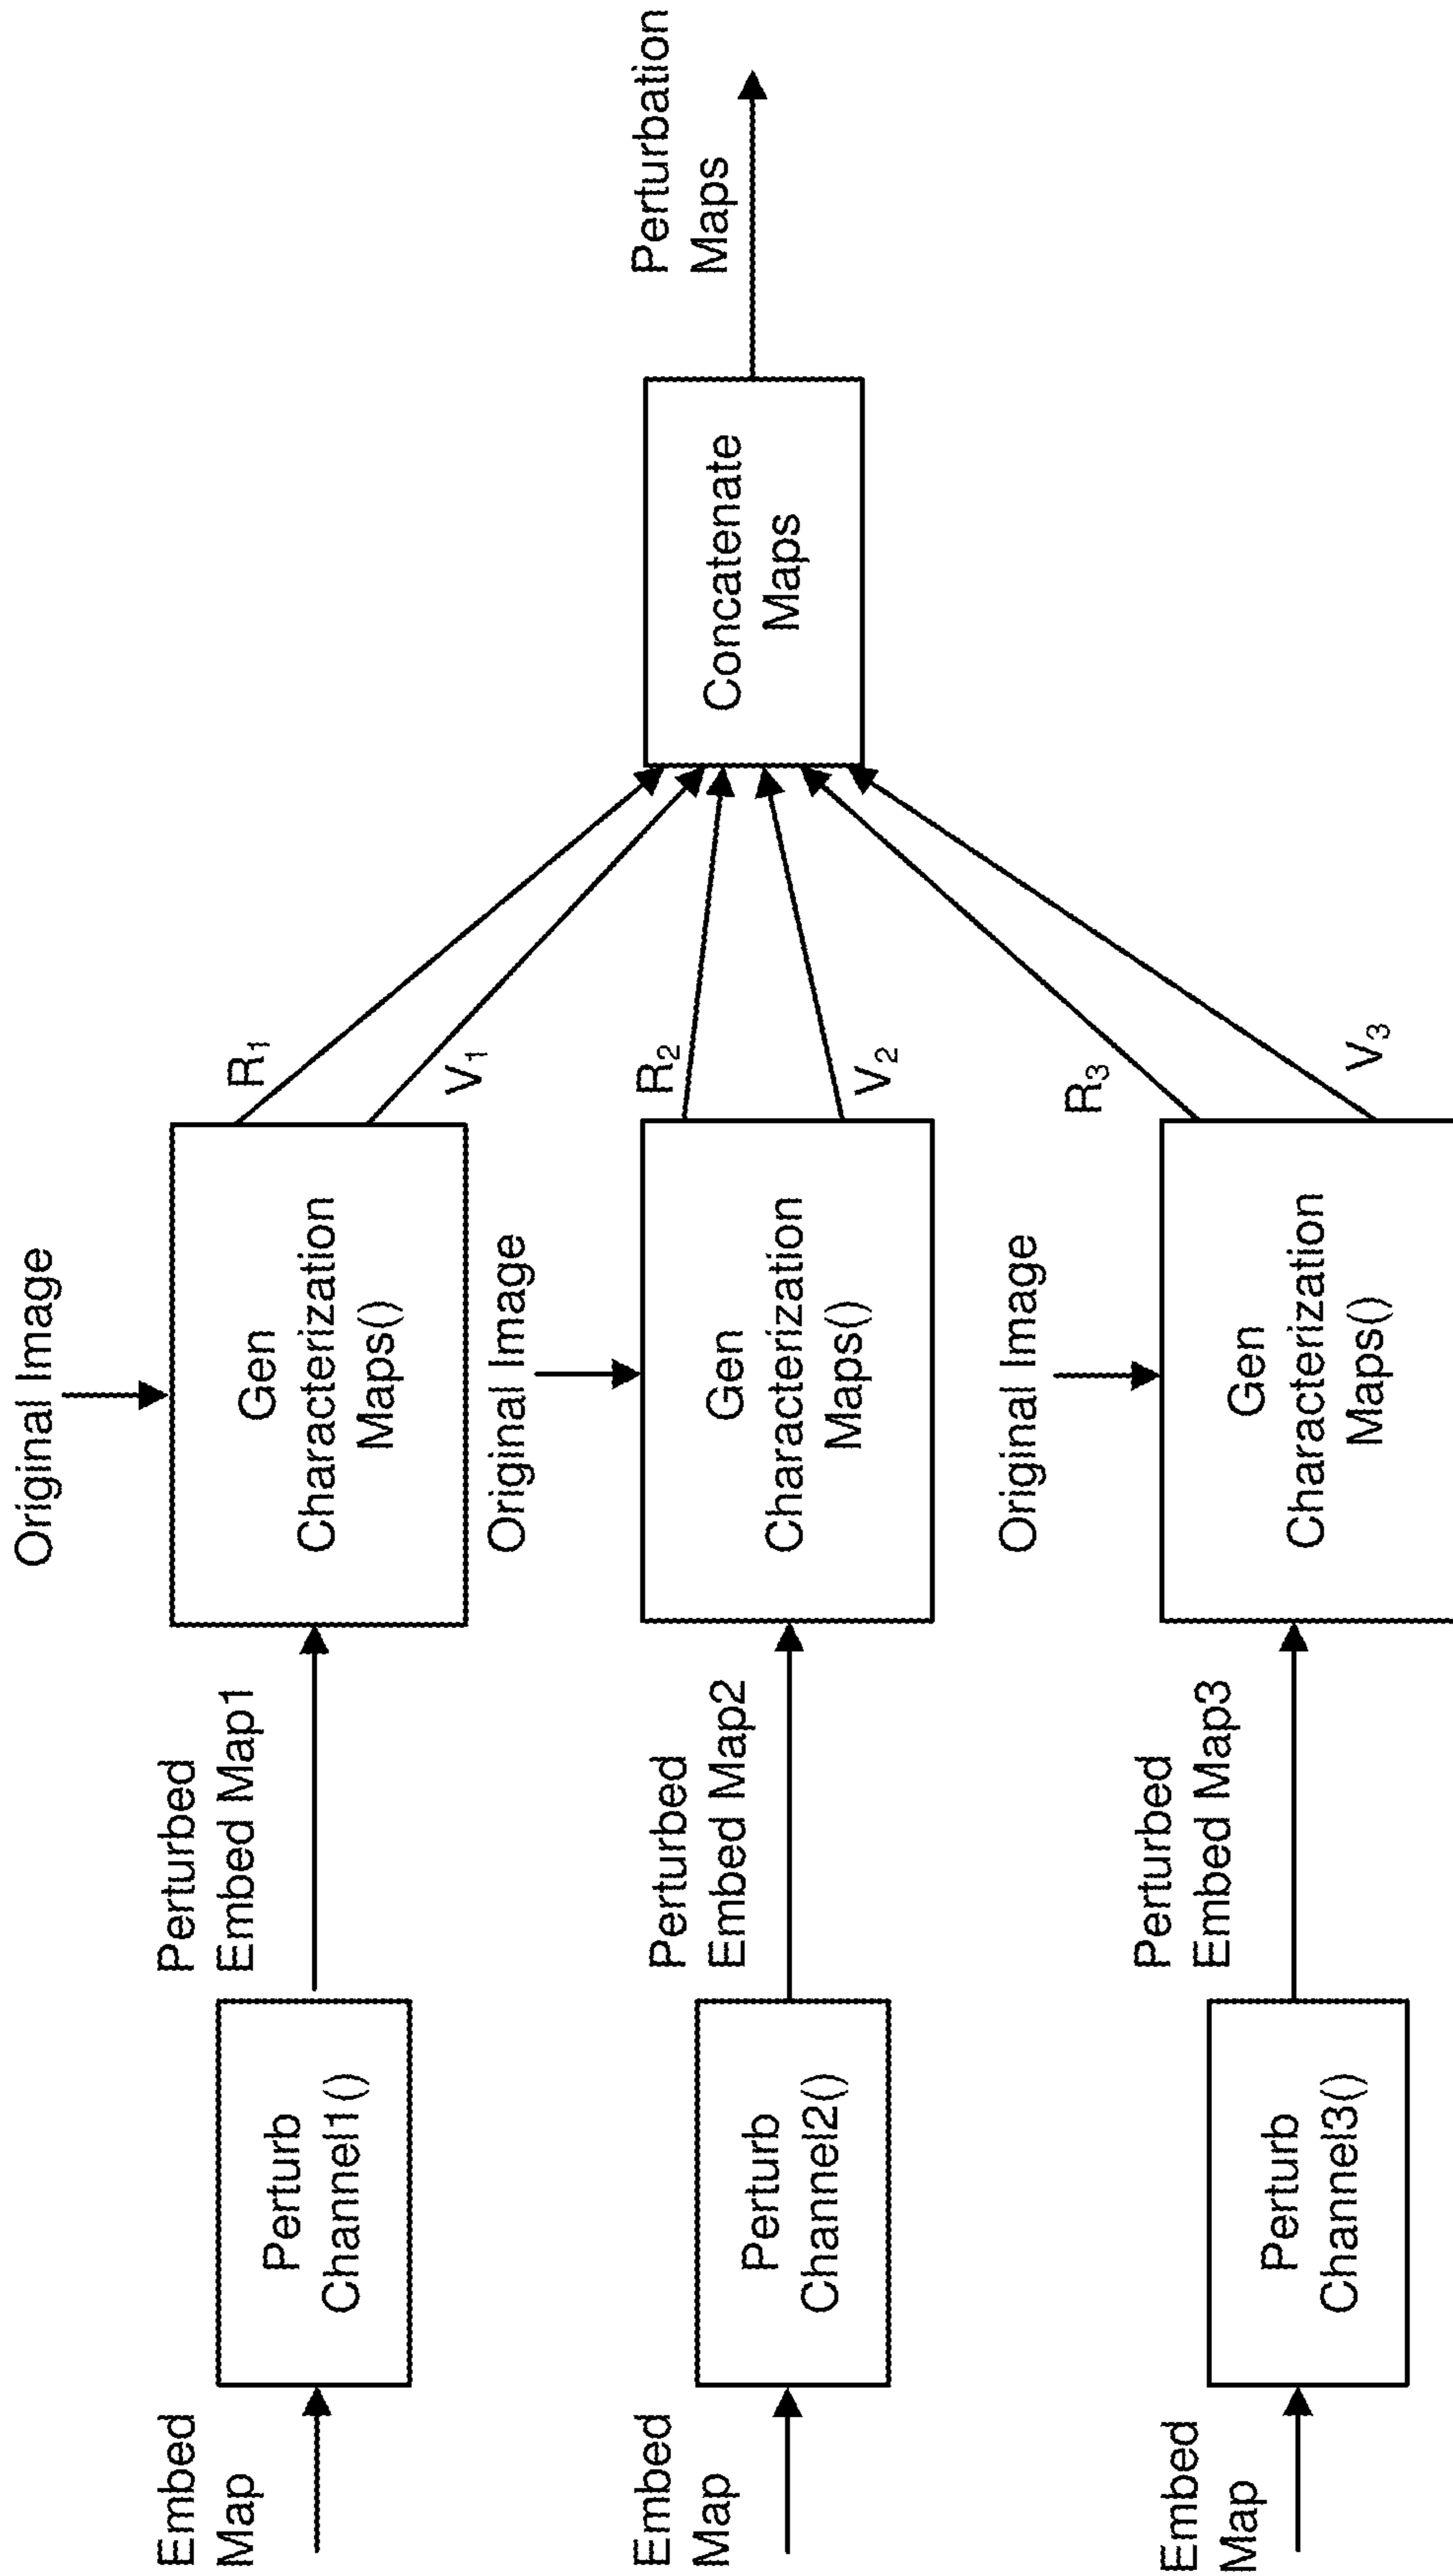 Embed
Map
Perturb
Channel1()
Perturbed
Embed Map1
Original Image
Gen
Characterization
Maps()
R1
V1
Embed
Map
Perturb
Channel2()
Perturbed
Embed Map2
Original Image
Gen
Characterization
Maps()
R2
V2
Embed
Map
Perturb
Channel3()
Perturbed
Embed Map3
Original Image
Gen
Characterization
Maps()
R3
V3
Concatenate
Maps
Perturbation
Maps